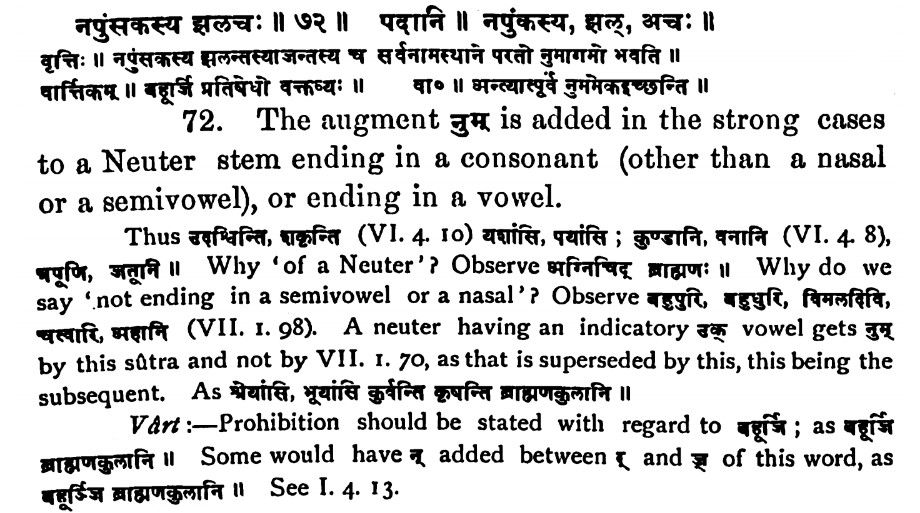 नपुंसकस्य झलचः ॥ ७२ ॥ पदानि ॥ नपुंकस्य, झल्, अचः ॥
वृत्तिः ॥ नपुंसकस्य झलन्तस्याजन्तस्य च सर्वनामस्थाने परतो नुमागमो भवति ॥
वार्त्तिकम् ॥ बहूर्जि प्रतिषेधो वक्तव्यः ॥ वा० ॥ अन्त्यात्पूर्वं नुममेकइच्छन्ति ॥
72. The augment नुम् is added in the strong cases
to a Neuter stem ending in a consonant (other than a nasal
or a semivowel), or ending in a vowel.
Thus उदश्विन्ति, शकृन्ति (VI. 4. 10) यशांसि, पयांसि ; कुण्डानि, वनानि (VI. 4. 8),
त्रपूणि, जतूनि ॥ Why 'of a Neuter'? Observe अग्निचिद् ब्राह्मणः ॥ Why do we
say 'not ending in a semivowel or a nasal'? Observe बहुपुरि, बहुधुरि, विमलदिवि,
चत्वारि, अहानि (VII. 1. 98). A neuter having an indicatory उक् vowel gets नुम्
by this sûtra and not by VII. 1. 70, as that is superseded by this, this being the
subsequent. As श्रेयांसि, भूयांसि कुर्वन्ति कृषन्ति ब्राह्मणकुलानि ॥
Vârt :—Prohibition should be stated with regard to बहूर्जि ; as बहूर्जि
ब्राह्मणकुलानि ॥ Some would have न् added between र् and ज् of this word, as
ब्राह्मणकुलानि ॥ See I. 4. 13.